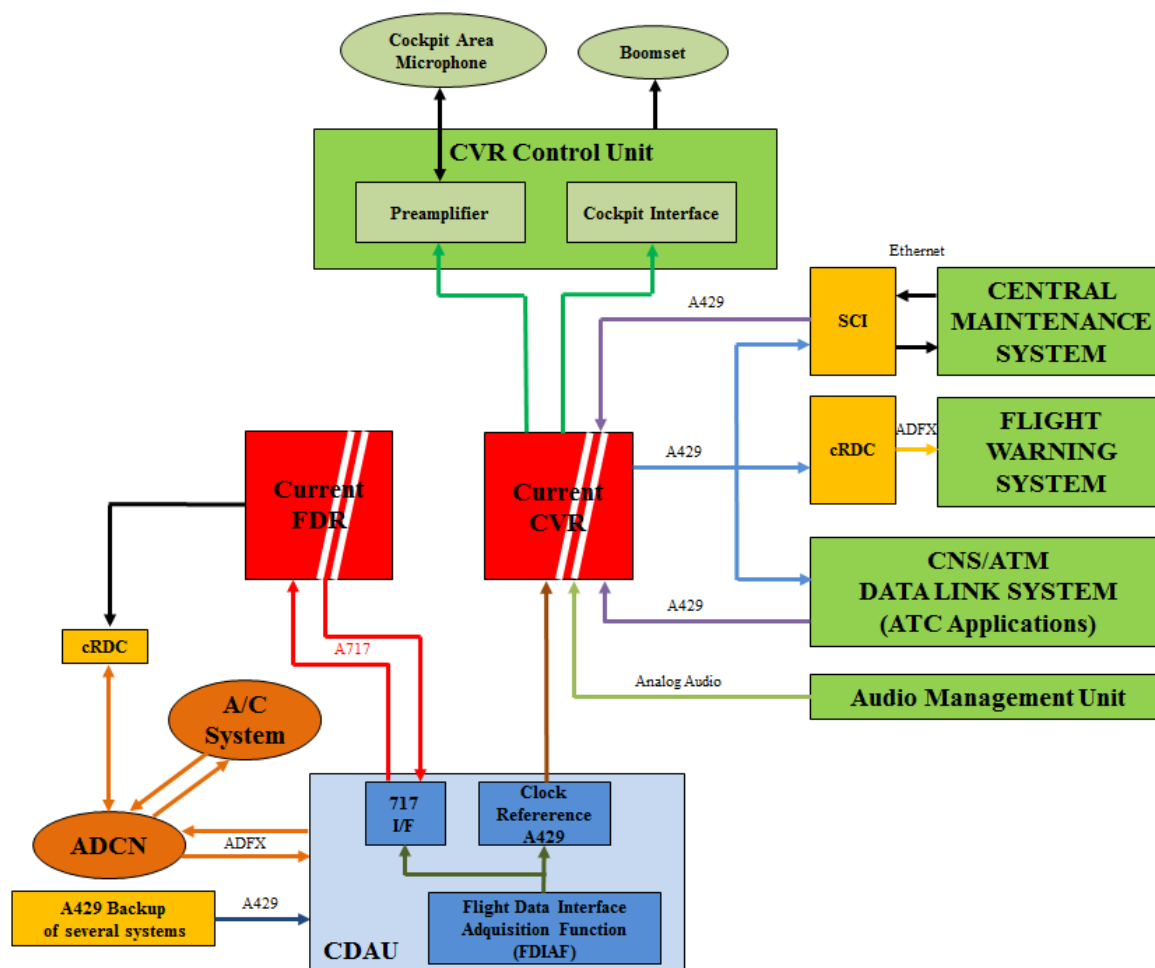 Cockpit Area
Microphone
Boomset
CVR Control Unit
Preamplifier
Cockpit Interface
Ethernet
A429
SCI
CENTRAL
MAINTENANCE
SYSTEM
A429
cRDC
ADFX
FLIGHT
WARNING
SYSTEM
Current
FDR
Current
CVR
CNS/ATM
DATA LINK SYSTEM
(ATC Applications)
A429
A717
cRDC
Analog Audio
Audio Management Unit
A/C
System
717
I/F
Clock
Refererence
A429
ADCN
ADFX
A429 Backup
of several systems
A429
Flight Data Interface
Adquisition Function
(FDIAF)
CDAU